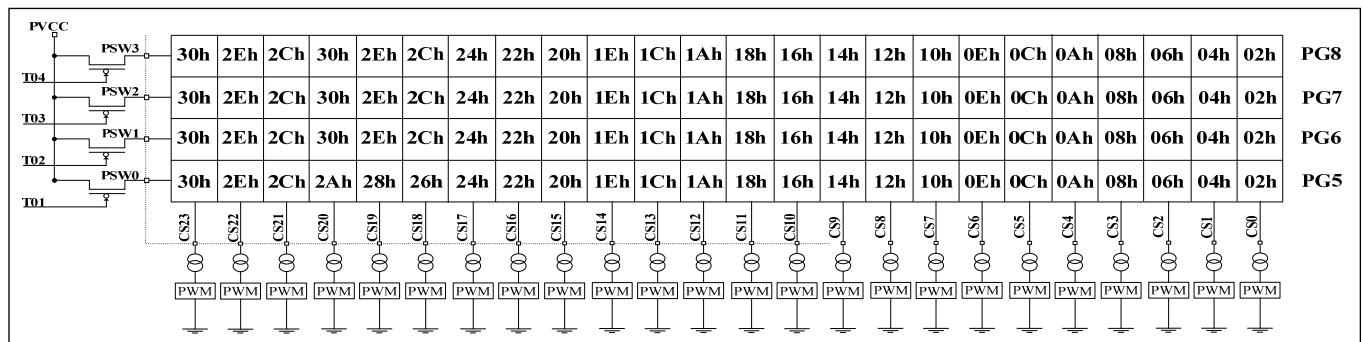 PVCC
PSW3 30h 2Eh 2Ch 30h 2Eh 2Ch 24h 22h 20h 1Eh 1Ch 1Ah 18h 16h 14h 12h 10h 0Eh 0Ch 0Ah 08h 06h 04h 02h PG8
T04
PSW2 30h 2Eh 2Ch 30h 2Eh 2Ch 24h 22h 20h 1Eh 1Ch 1Ah 18h 16h 14h 12h 10h 0Eh 0Ch 0Ah 08h 06h 04h 02h PG7
T03
PSW1 30h 2Eh 2Ch 30h 2Eh 2Ch 24h 22h 20h 1Eh 1Ch 1Ah 18h 16h 14h 12h 10h 0Eh 0Ch 0Ah 08h 06h 04h 02h PG6
T02
PSW0 30h 2Eh 2Ch 2Ah 28h 26h 24h 22h 20h 1Eh 1Ch 1Ah 18h 16h 14h 12h 10h 0Eh 0Ch 0Ah 08h 06h 04h 02h PG5
T01
CS23 CS22 CS21 CS20 CS19 CS18 CS17 CS16 CS15 CS14 CS13 CS12 CS11 CS10 CS9 CS8 CS7 CS6 CS5 CS4 CS3 CS2 CS1 CS0
PWM PWM PWM PWM PWM PWM PWM PWM PWM PWM PWM PWM PWM PWM PWM PWM PWM PWM PWM PWM PWM PWM PWM PWM